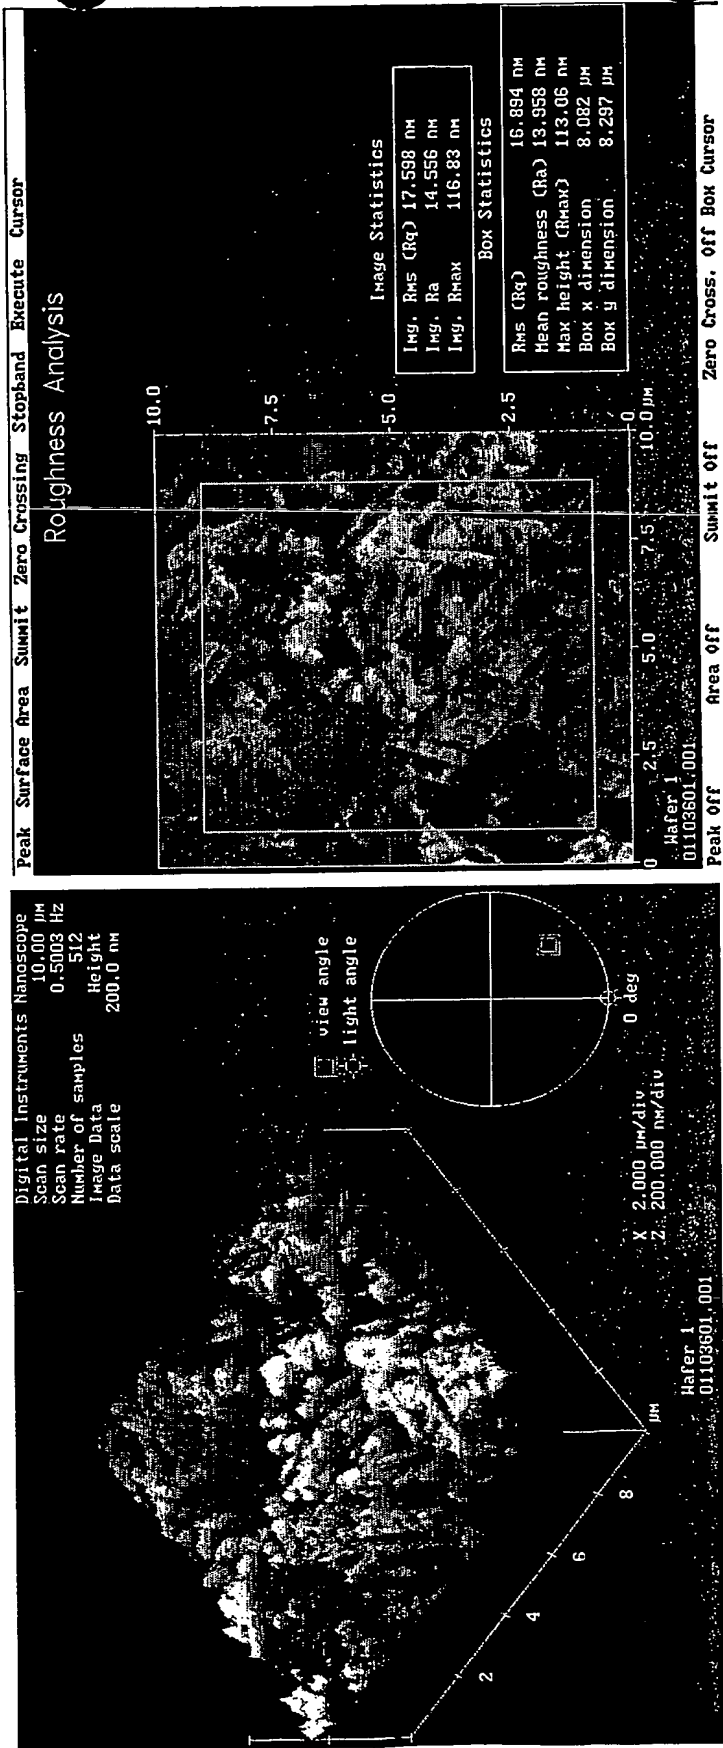 Digital Instruments Nanoscope
Scan size 10.00 µM
Scan rate 0.5003 Hz
Number of samples 512
Image Data Height
Data scale 200.0 nM
view angle
light angle
0 deg
X 2.000 µM/div
Z 200.000 nM/div
2
4
6
8
µM
Wafer 1
01103601.001
Peak Surface Area Summit Zero Crossing Stopband Execute Cursor
Roughness Analysis
10.0
7.5
5.0
2.5
0
0 2.5 5.0 7.5 10.0 µM
Image Statistics
Img. Rms (Rq) 17.598 nM
Img. Ra 14.556 nM
Img. Rmax 116.83 nM
Box Statistics
Rms (Rq) 16.894 nM
Mean roughness (Ra) 13.958 nM
Max height (Rmax) 113.06 nM
Box x dimension 8.082 µM
Box y dimension 8.297 µM
Wafer 1
01103601.001
Peak Off Area Off Summit Off Zero Cross. Off Box Cursor